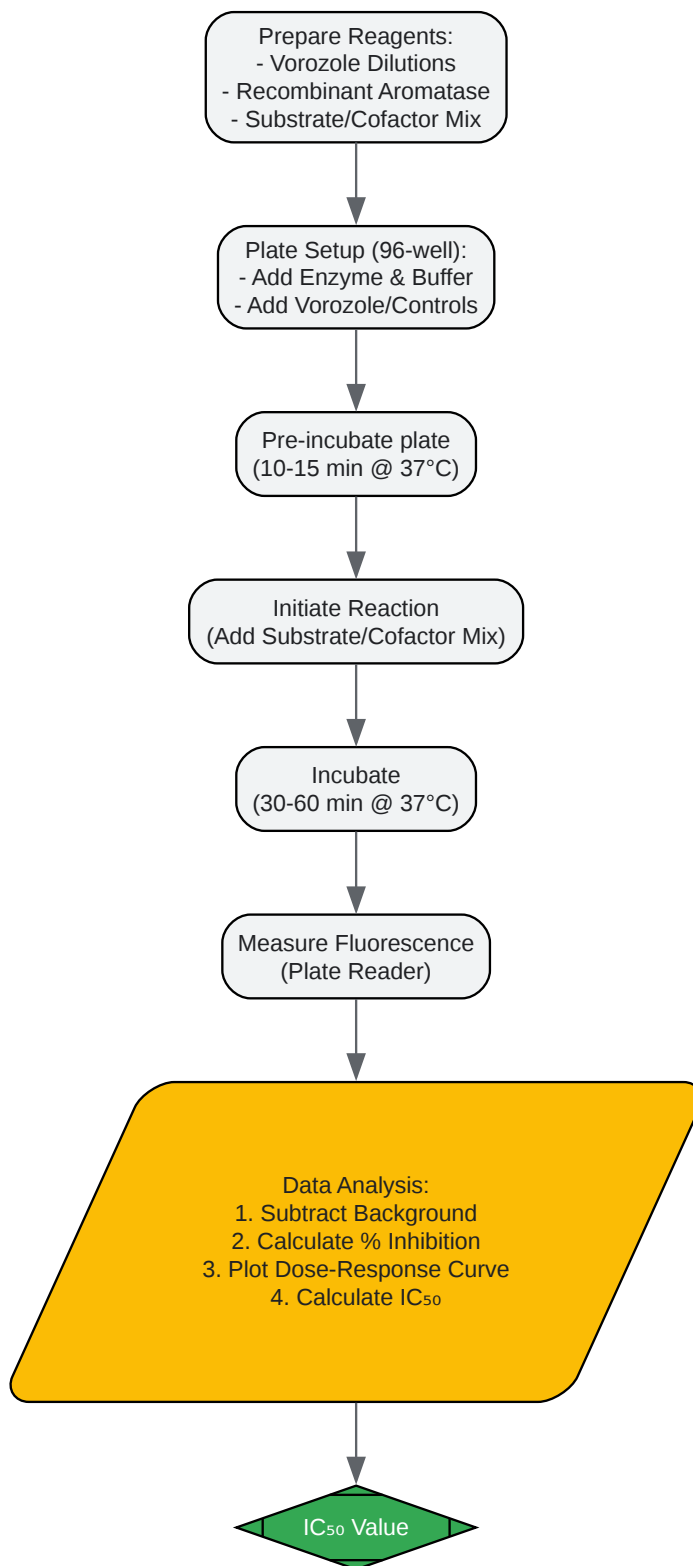 Prepare Reagents:
- Vorozole Dilutions
- Recombinant Aromatase
- Substrate/Cofactor Mix
Plate Setup (96-well):
- Add Enzyme & Buffer
- Add Vorozole/Controls
Pre-incubate plate
(10-15 min @ 37°C)
Initiate Reaction
(Add Substrate/Cofactor Mix)
Incubate
(30-60 min @ 37°C)
Measure Fluorescence
(Plate Reader)
Data Analysis:
1. Subtract Background
2. Calculate % Inhibition
3. Plot Dose-Response Curve
4. Calculate IC₅₀
IC₅₀ Value